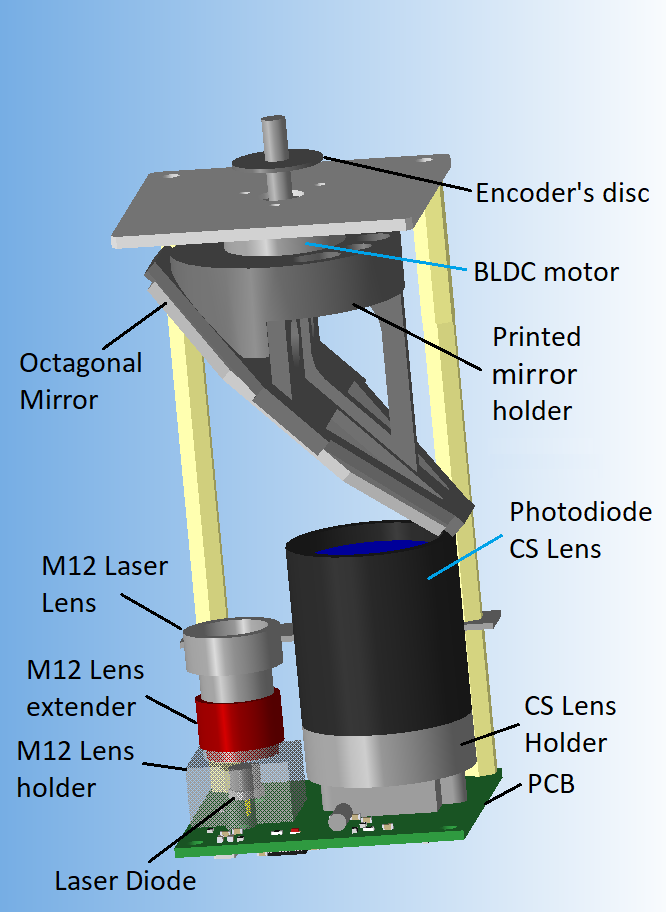 Encoder's disc
BLDC motor
Printed
mirror
holder
Octagonal
Mirror
Photodiode
CS Lens
M12 Laser
Lens
M12 Lens
extender
CS Lens
Holder
M12 Lens
holder
PCB
Laser Diode